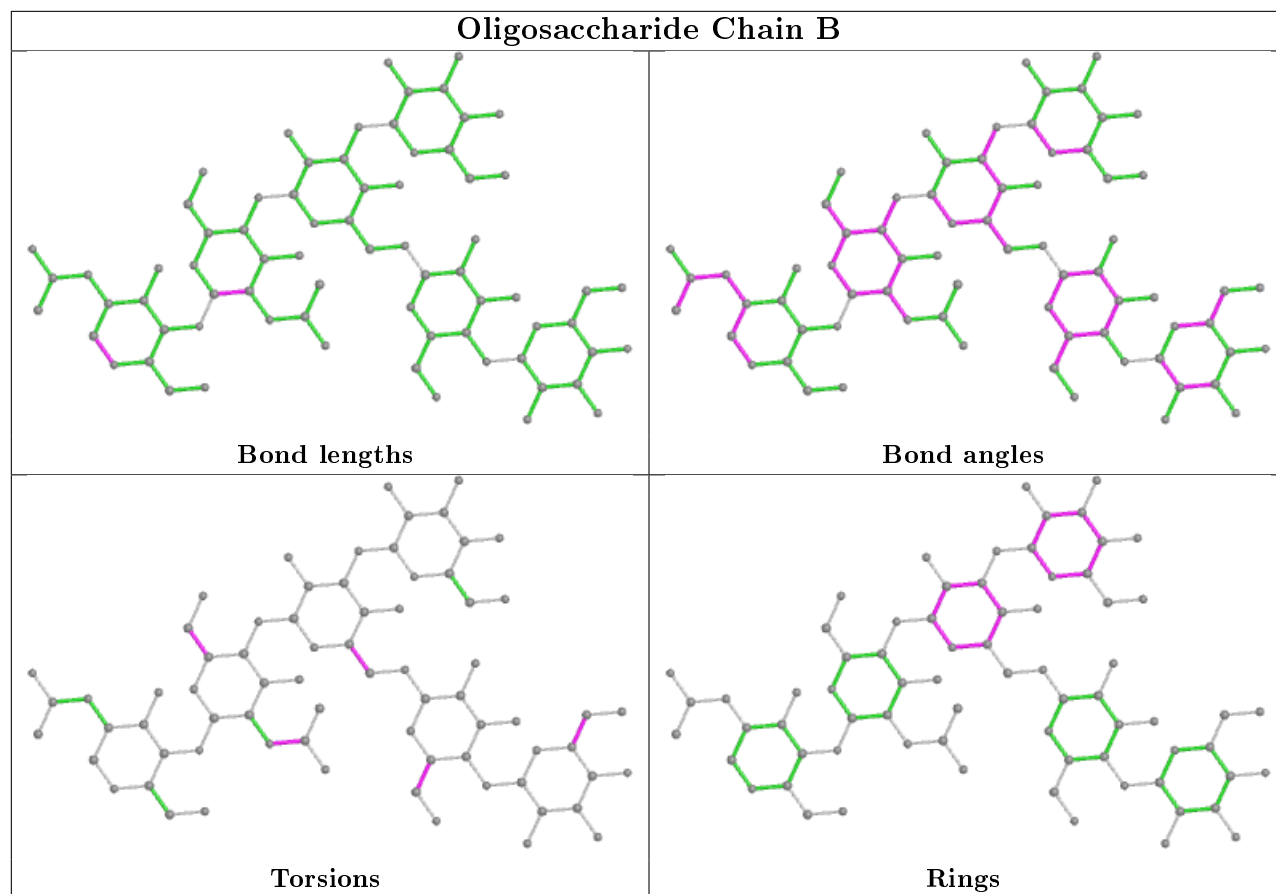 Oligosaccharide Chain B
Bond lengths
Bond angles
Torsions
Rings